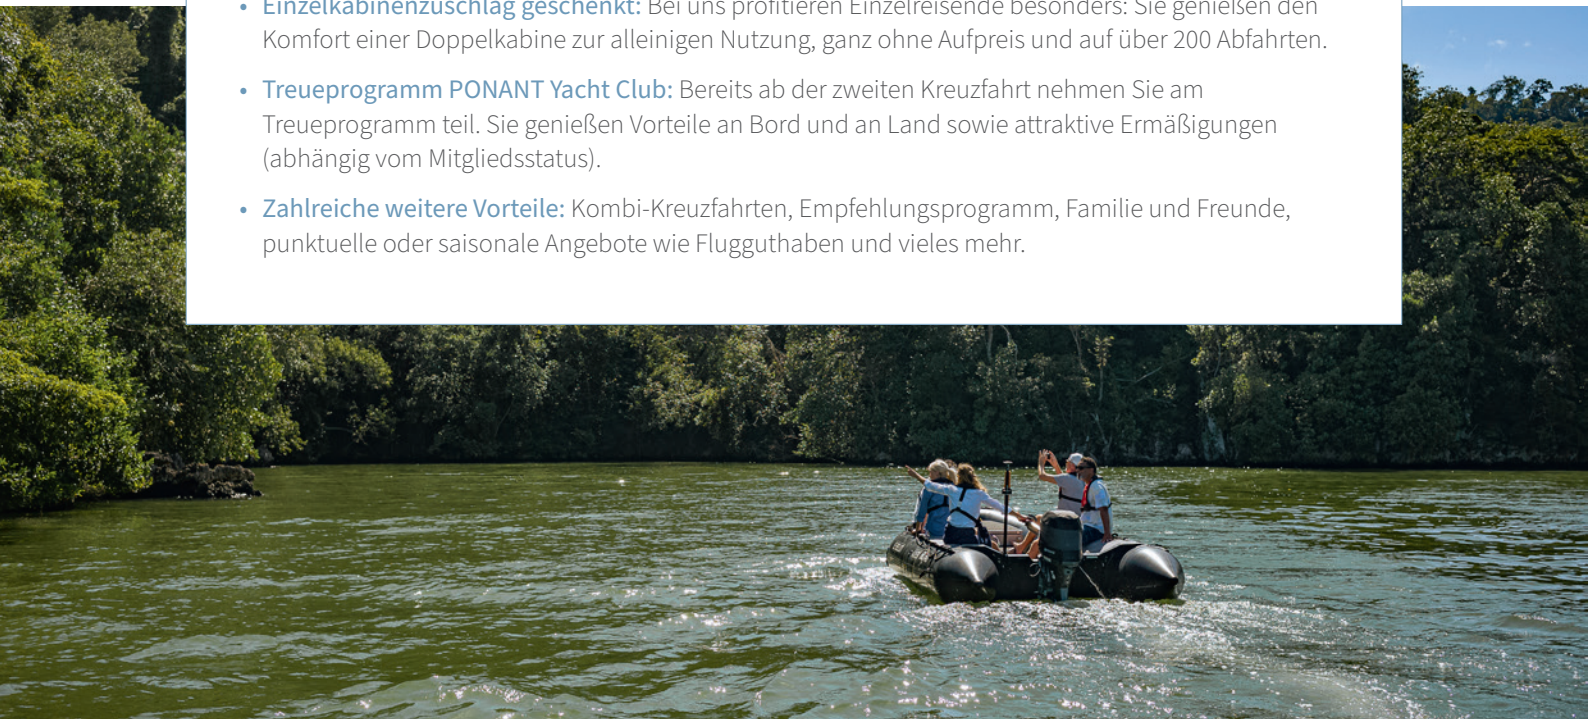 • Einzelkabinenzuschlag geschenkt: Bei uns profitieren Einzelreisende besonders: Sie genießen den
Komfort einer Doppelkabine zur alleinigen Nutzung, ganz ohne Aufpreis und auf über 200 Abfahrten.
• Treueprogramm PONANT Yacht Club: Bereits ab der zweiten Kreuzfahrt nehmen Sie am
Treueprogramm teil. Sie genießen Vorteile an Bord und an Land sowie attraktive Ermäßigungen
(abhängig vom Mitgliedsstatus).
• Zahlreiche weitere Vorteile: Kombi-Kreuzfahrten, Empfehlungsprogramm, Familie und Freunde,
punktuelle oder saisonale Angebote wie Flugguthaben und vieles mehr.